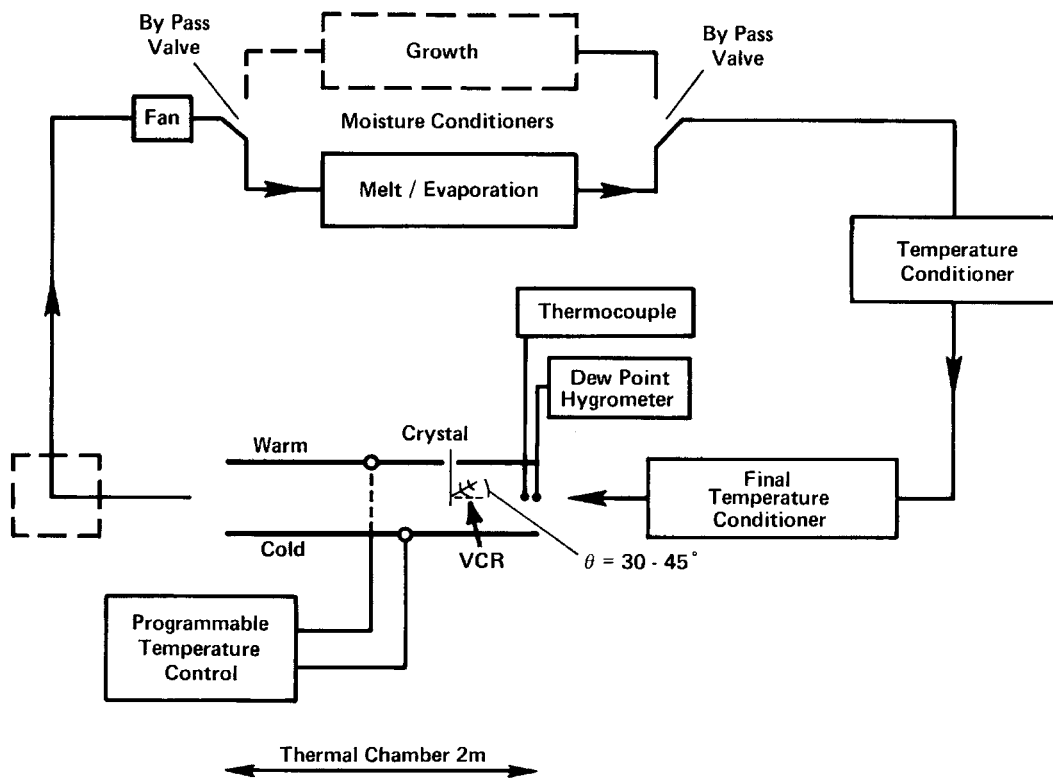 By Pass
Valve
Growth
By Pass
Valve
Fan
Moisture Conditioners
Melt / Evaporation
Temperature
Conditioner
Thermocouple
Dew Point
Hygrometer
Crystal
Warm
Final
Temperature
Conditioner
Cold
VCR
θ = 30 - 45°
Programmable
Temperature
Control
Thermal Chamber 2m